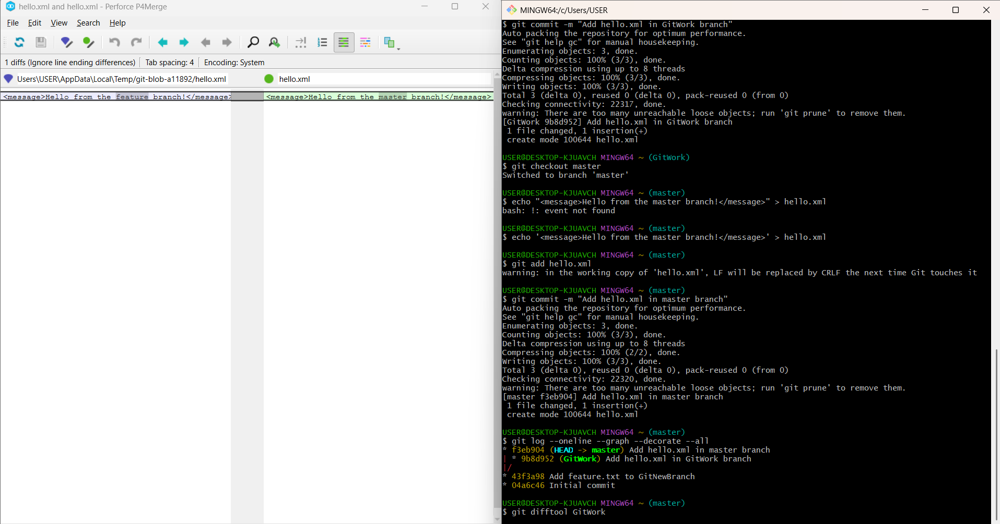 hello.xml and hello.xml - Perforce P4Merge
File Edit View Search Help
1 diffs (Ignore line ending differences) Tab spacing: 4 Encoding: System
Users\USER\AppData\Local\Temp/git-blob-a11892/hello.xml
hello.xml
<message>Hello from the feature branch!</message>
<message>Hello from the master branch!</message>
MINGW64:/c/Users/USER
$ git commit -m "Add hello.xml in GitWork branch"
Auto packing the repository for optimum performance.
See "git help gc" for manual housekeeping.
Enumerating objects: 3, done.
Counting objects: 100% (3/3), done.
Delta compression using up to 8 threads
Compressing objects: 100% (3/3), done.
Writing objects: 100% (3/3), done.
Total 3 (delta 0), reused 0 (delta 0), pack-reused 0 (from 0)
Checking connectivity: 22317, done.
warning: There are too many unreachable loose objects; run 'git prune' to remove them.
[GitWork 9b8d952] Add hello.xml in GitWork branch
 1 file changed, 1 insertion(+)
 create mode 100644 hello.xml
USER@DESKTOP-KJUAVCH MINGW64 ~ (GitWork)
$ git checkout master
Switched to branch 'master'
USER@DESKTOP-KJUAVCH MINGW64 ~ (master)
$ echo "<message>Hello from the master branch!</message>" > hello.xml
bash: !: event not found
USER@DESKTOP-KJUAVCH MINGW64 ~ (master)
$ echo '<message>Hello from the master branch!</message>' > hello.xml
USER@DESKTOP-KJUAVCH MINGW64 ~ (master)
$ git add hello.xml
warning: in the working copy of 'hello.xml', LF will be replaced by CRLF the next time Git touches it
USER@DESKTOP-KJUAVCH MINGW64 ~ (master)
$ git commit -m "Add hello.xml in master branch"
Auto packing the repository for optimum performance.
See "git help gc" for manual housekeeping.
Enumerating objects: 3, done.
Counting objects: 100% (3/3), done.
Delta compression using up to 8 threads
Compressing objects: 100% (2/2), done.
Writing objects: 100% (3/3), done.
Total 3 (delta 0), reused 0 (delta 0), pack-reused 0 (from 0)
Checking connectivity: 22320, done.
warning: There are too many unreachable loose objects; run 'git prune' to remove them.
[master f3eb904] Add hello.xml in master branch
 1 file changed, 1 insertion(+)
 create mode 100644 hello.xml
USER@DESKTOP-KJUAVCH MINGW64 ~ (master)
$ git log --oneline --graph --decorate --all
* f3eb904 (HEAD -> master) Add hello.xml in master branch
| * 9b8d952 (GitWork) Add hello.xml in GitWork branch
|/
* 43f3a98 Add feature.txt to GitNewBranch
* 04a6c46 Initial commit
USER@DESKTOP-KJUAVCH MINGW64 ~ (master)
$ git difftool GitWork